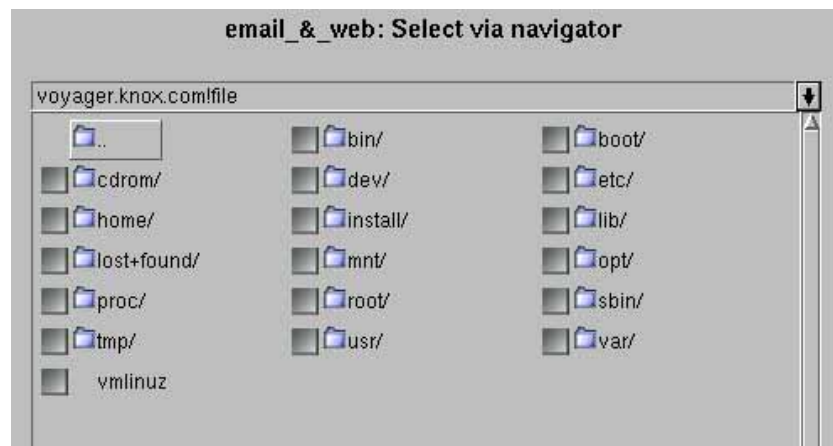 email_&_web: Select via navigator
voyager.knox.com!file
.. bin/ boot/
cdrom/ dev/ etc/
home/ install/ lib/
lost+found/ mnt/ opt/
proc/ root/ sbin/
tmp/ usr/ var/
vmlinuz